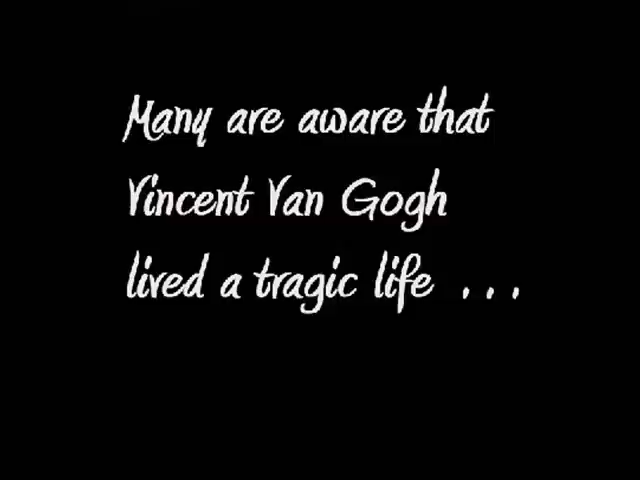 Many are aware that
Vincent Van Gogh
lived a tragic life . . .